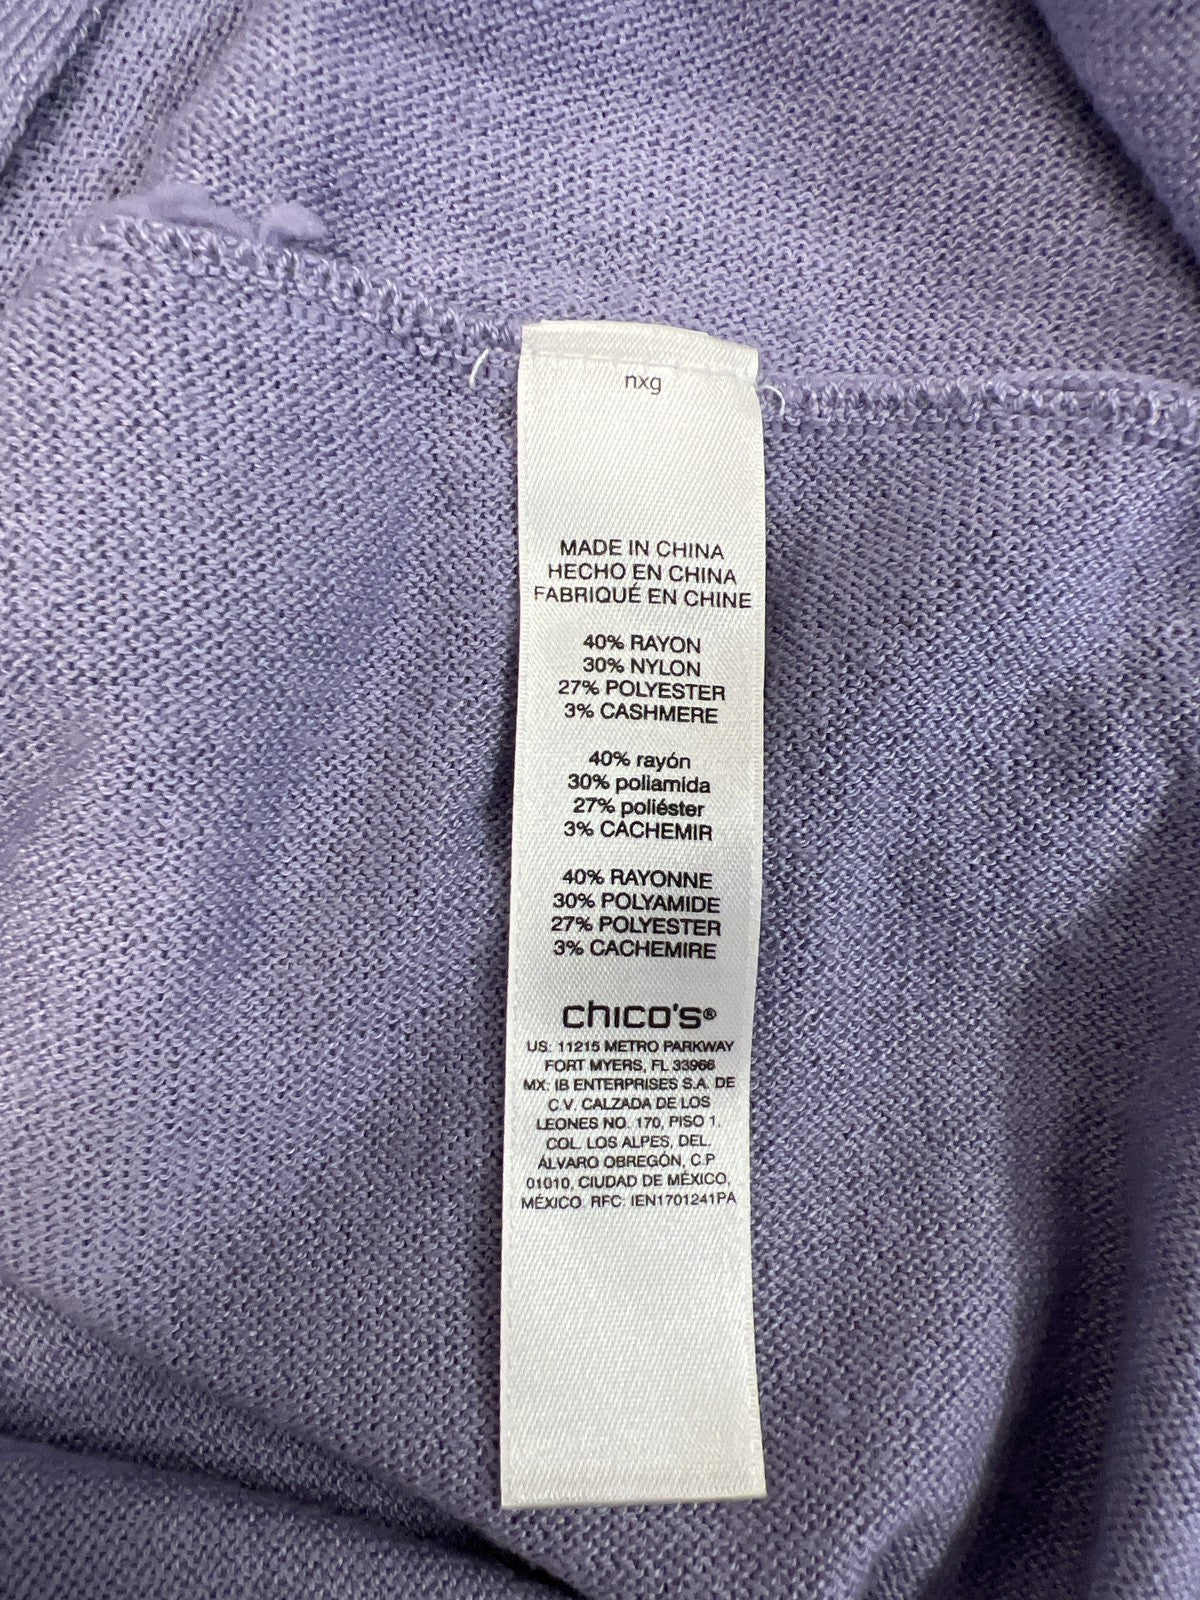 nxg
MADE IN CHINA
HECHO EN CHINA
FABRIQUÉ EN CHINE
40% RAYON
30% NYLON
27% POLYESTER
3% CASHMERE
40% rayón
30% poliamida
27% poliéster
3% CACHEMIR
40% RAYONNE
30% POLYAMIDE
27% POLYESTER
3% CACHEMIRE
chico's®
US: 11215 METRO PARKWAY
FORT MYERS, FL 33966
MX: IB ENTERPRISES S.A. DE
C.V. CALZADA DE LOS
LEONES NO. 170, PISO 1,
COL. LOS ALPES, DEL.
ÁLVARO OBREGÓN, C.P
01010, CIUDAD DE MÉXICO,
MÉXICO. RFC: IEN1701241PA